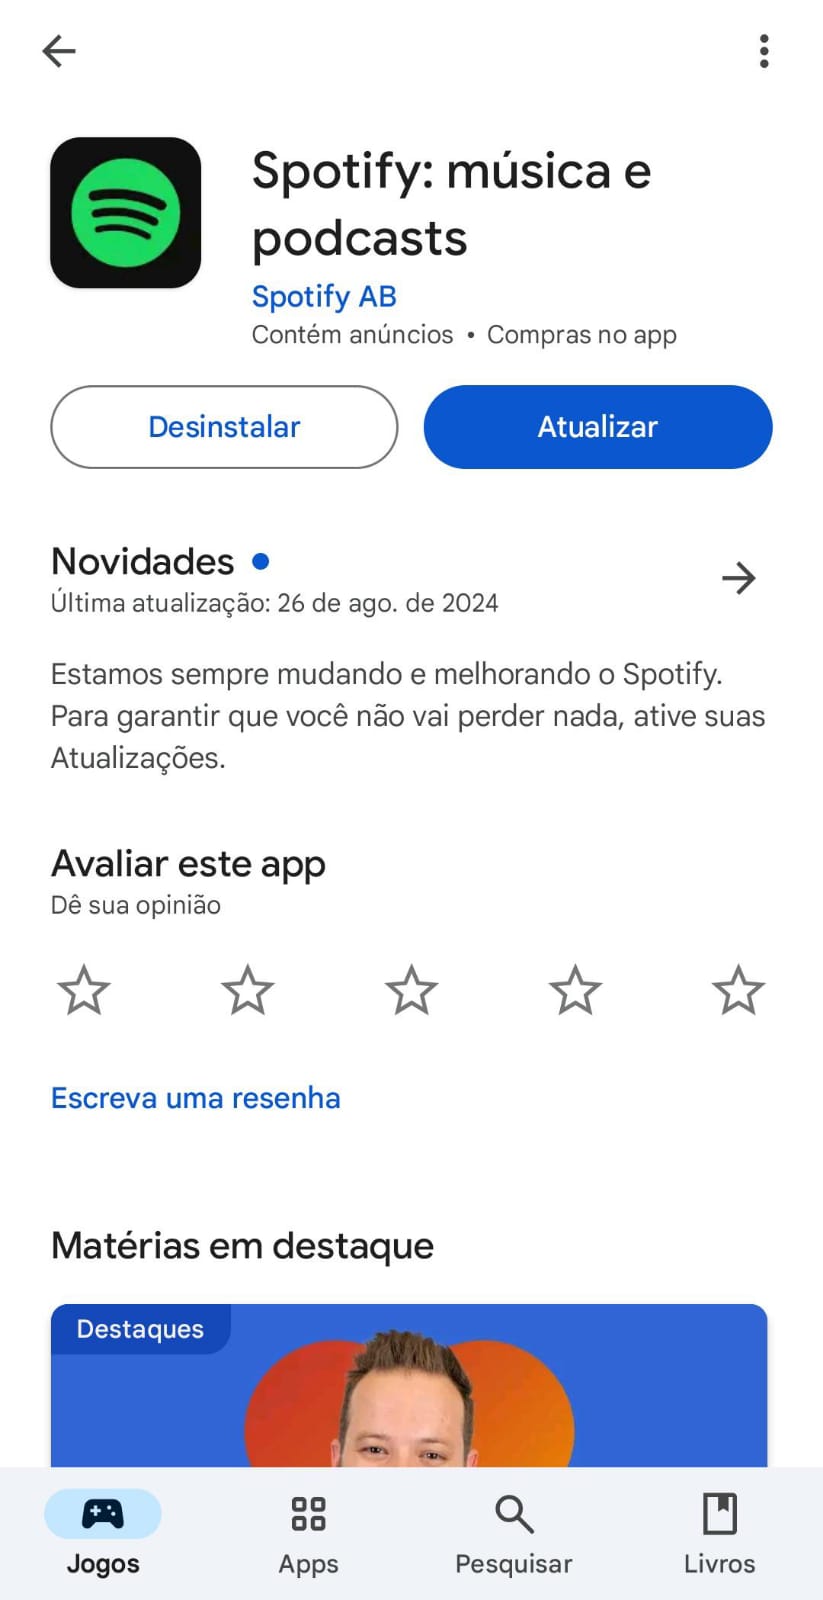 Spotify: música e
podcasts
Spotify AB
Contém anúncios • Compras no app
Desinstalar
Atualizar
Novidades
Última atualização: 26 de ago. de 2024
Estamos sempre mudando e melhorando o Spotify.
Para garantir que você não vai perder nada, ative suas
Atualizações.
Avaliar este app
Dê sua opinião
Escreva uma resenha
Matérias em destaque
Destaques
Jogos
Apps
Pesquisar
Livros